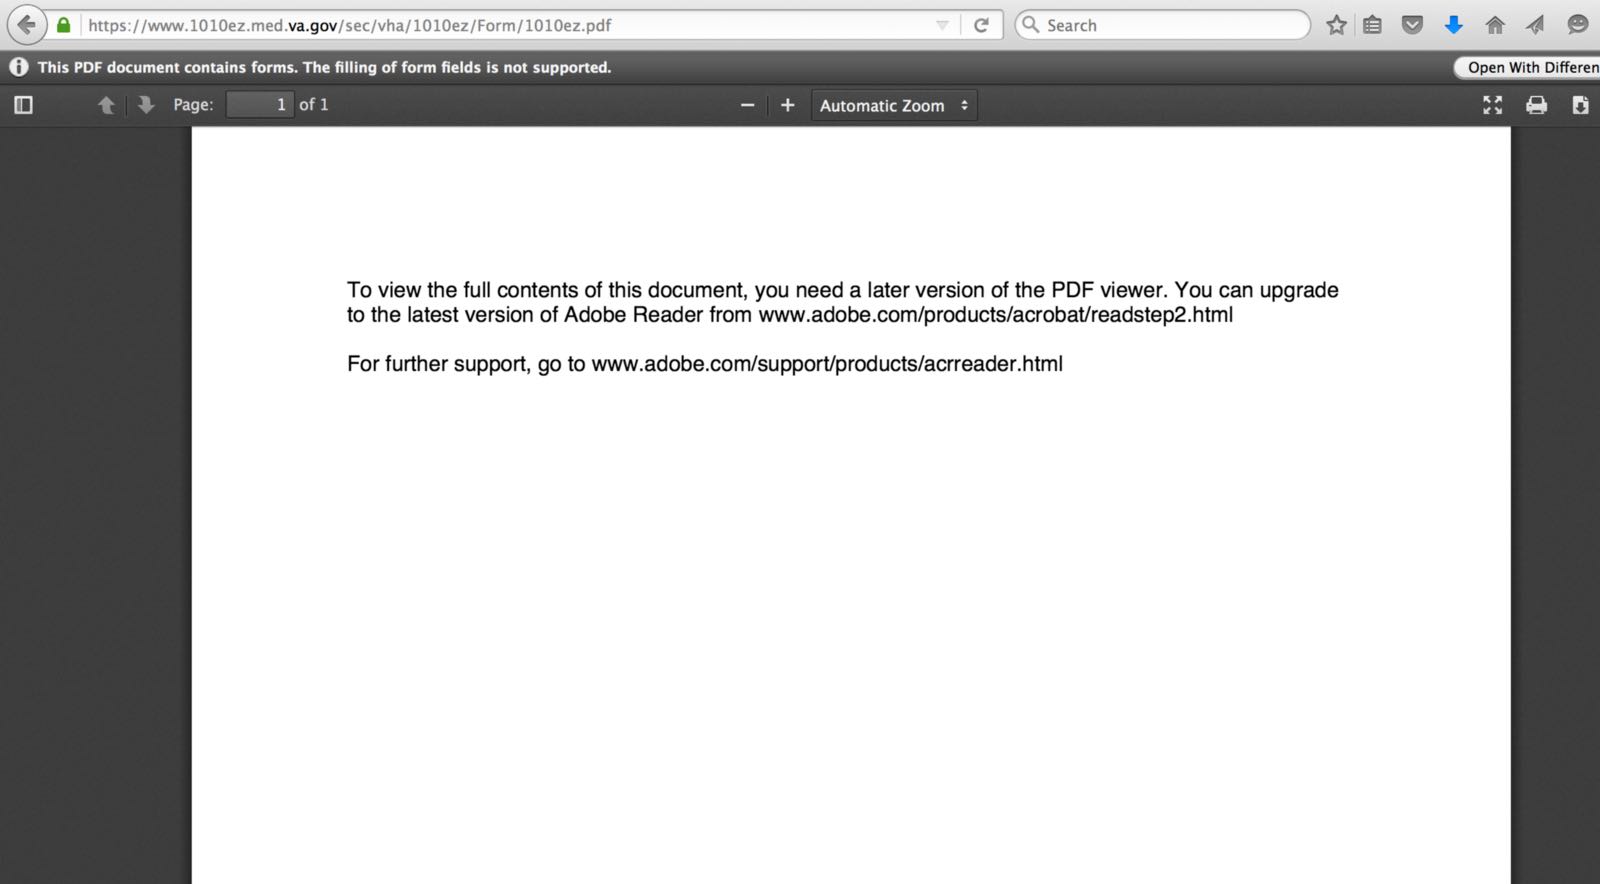 https://www.1010ez.med.va.gov/sec/vha/1010ez/Form/1010ez.pdf
Search
This PDF document contains forms. The filling of form fields is not supported.
Open With Differen
Page: 1 of 1
Automatic Zoom
To view the full contents of this document, you need a later version of the PDF viewer. You can upgrade
to the latest version of Adobe Reader from www.adobe.com/products/acrobat/readstep2.html
For further support, go to www.adobe.com/support/products/acrreader.html